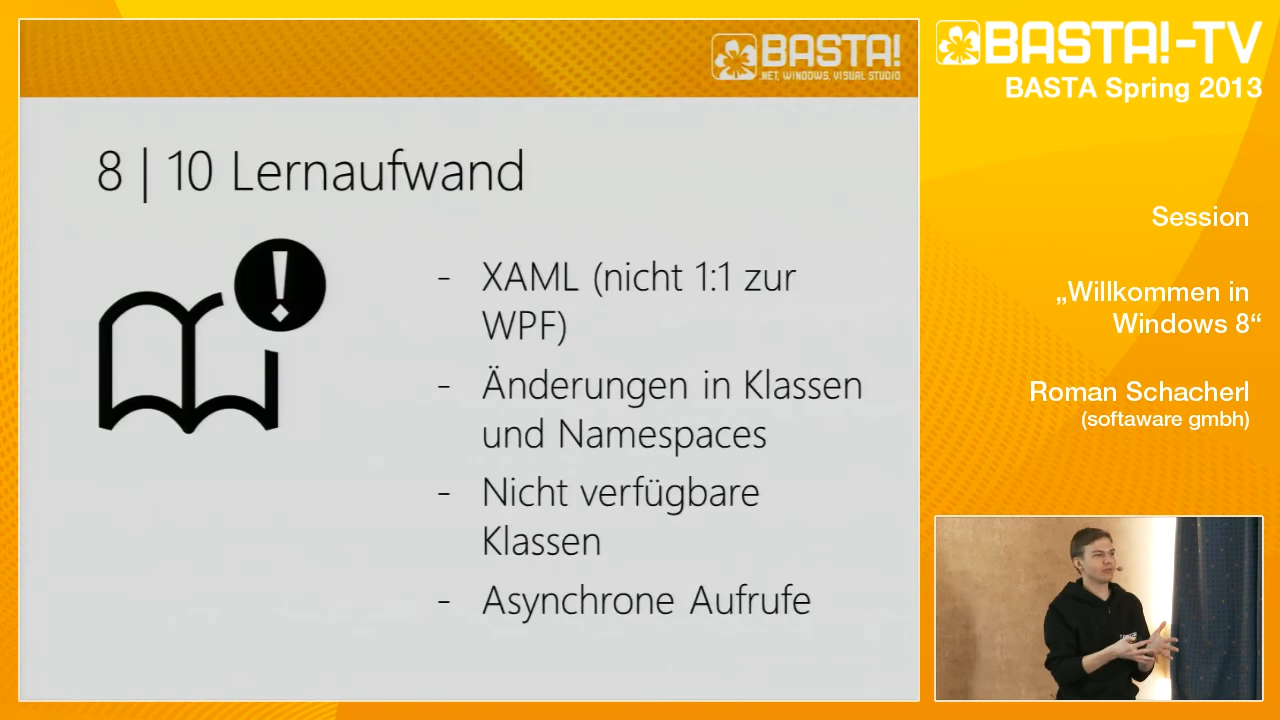 BASTA!
.NET, WINDOWS, VISUAL STUDIO
8 | 10 Lernaufwand
- XAML (nicht 1:1 zur
WPF)
- Änderungen in Klassen
und Namespaces
- Nicht verfügbare
Klassen
- Asynchrone Aufrufe
BASTA!-TV
BASTA Spring 2013
Session
„Willkommen in
Windows 8“
Roman Schacherl
(softaware gmbh)